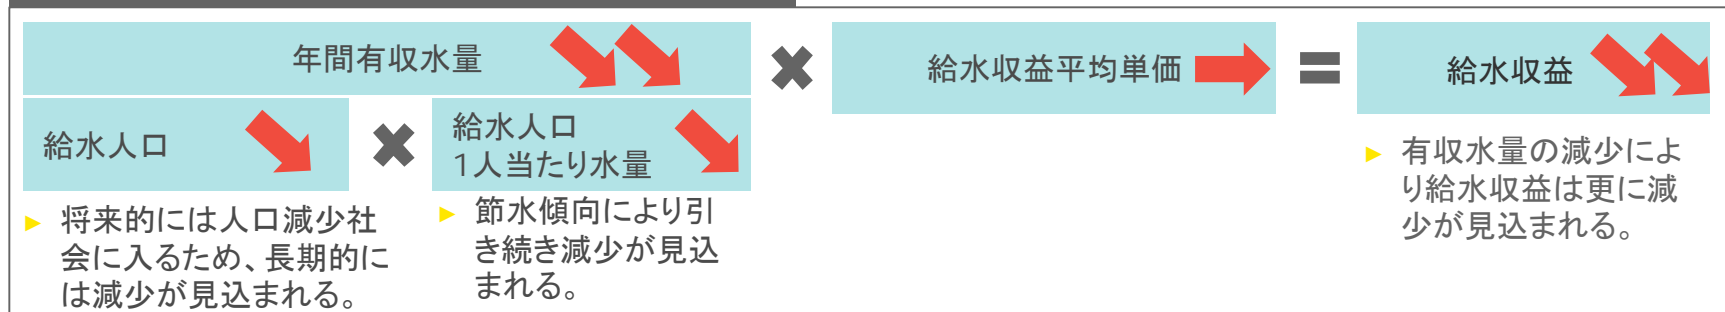 年間有収水量
給水収益平均単価
給水収益
給水人口
給水人口
1人当たり水量
将来的には人口減少社
会に入るため、長期的に
は減少が見込まれる。
節水傾向により引
き続き減少が見込
まれる。
有収水量の減少によ
り給水収益は更に減
少が見込まれる。